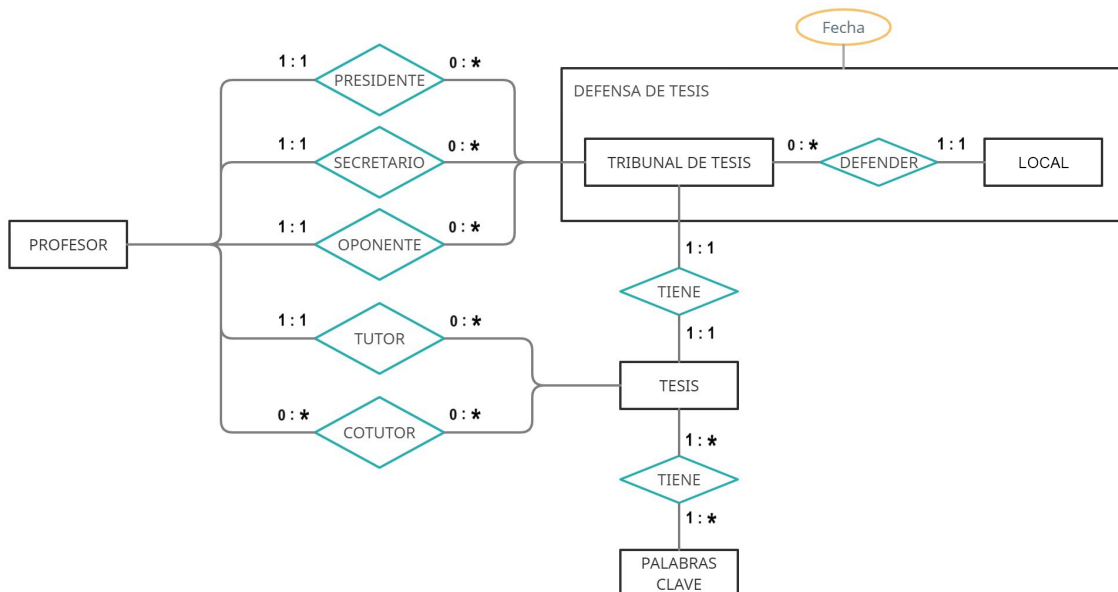 Fecha
1 : 1
PRESIDENTE
0 : *
DEFENSA DE TESIS
1 : 1
SECRETARIO
0 : *
TRIBUNAL DE TESIS
0 : *
DEFENDER
1 : 1
LOCAL
PROFESOR
1 : 1
OPONENTE
0 : *
1 : 1
TIENE
1 : 1
1 : 1
TUTOR
0 : *
TESIS
0 : *
COTUTOR
0 : *
1 : *
TIENE
1 : *
PALABRAS
CLAVE